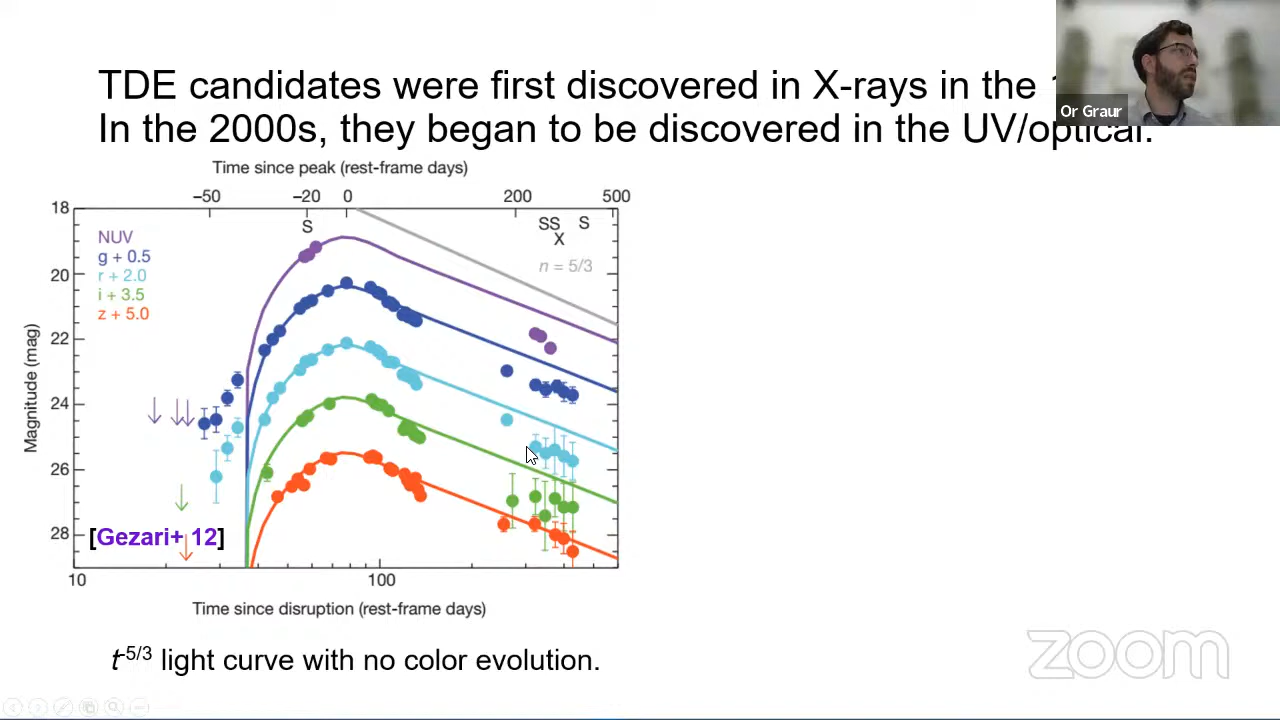 TDE candidates were first discovered in X-rays in the
In the 2000s, they began to be discovered in the UV/optical.
Or Graur
Time since peak (rest-frame days)
−50 −20 0 200 500
18 20 22 24 26 28
S SS S
X
n = 5/3
NUV
g + 0.5
r + 2.0
i + 3.5
z + 5.0
Magnitude (mag)
[Gezari+ 12]
10 100
Time since disruption (rest-frame days)
t-5/3 light curve with no color evolution.
zoom